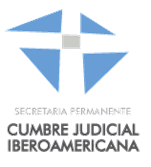 SECRETARIA PERMANENTE
CUMBRE JUDICIAL
IBEROAMERICANA